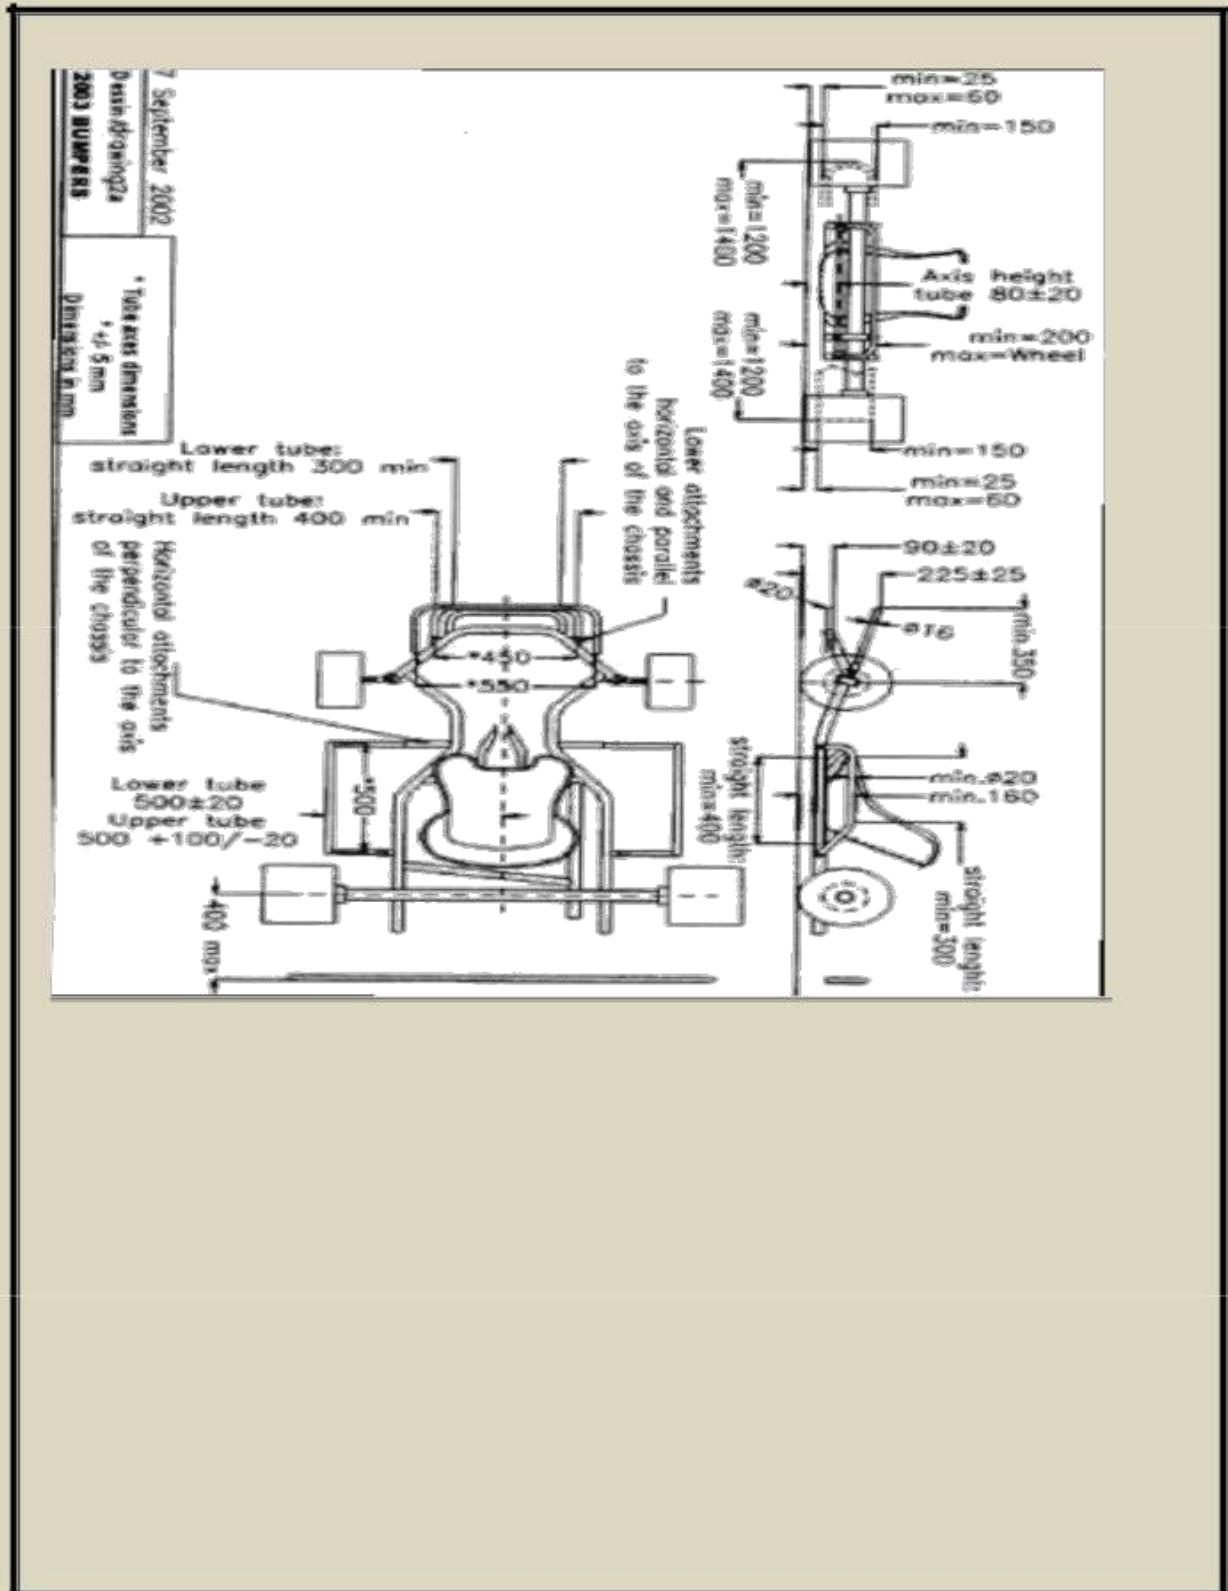 7 September 2002
Dessin/drawing2a
2003 BUMPERS
* Tube axes dimensions
* +/- 5 mm
Dimensions in mm
min=25
max=60
min=150
min=1200
max=1400
Axis height
tube 80±20
min=1200
max=1400
min=200
max=Wheel
min=150
min=25
max=60
Lower attachments
horizontal and parallel
to the axis of the chassis
Lower tube:
straight length 300 min
Upper tube:
straight length 400 min
Horizontal attachments
perpendicular to the axis
of the chassis
90±20
225±25
ø20
ø16
min.350
*450
*550
straight length:
min=400
min.ø20
min.160
Lower tube
500±20
Upper tube
500 +100/-20
*500
straight lenght:
min=300
400 max